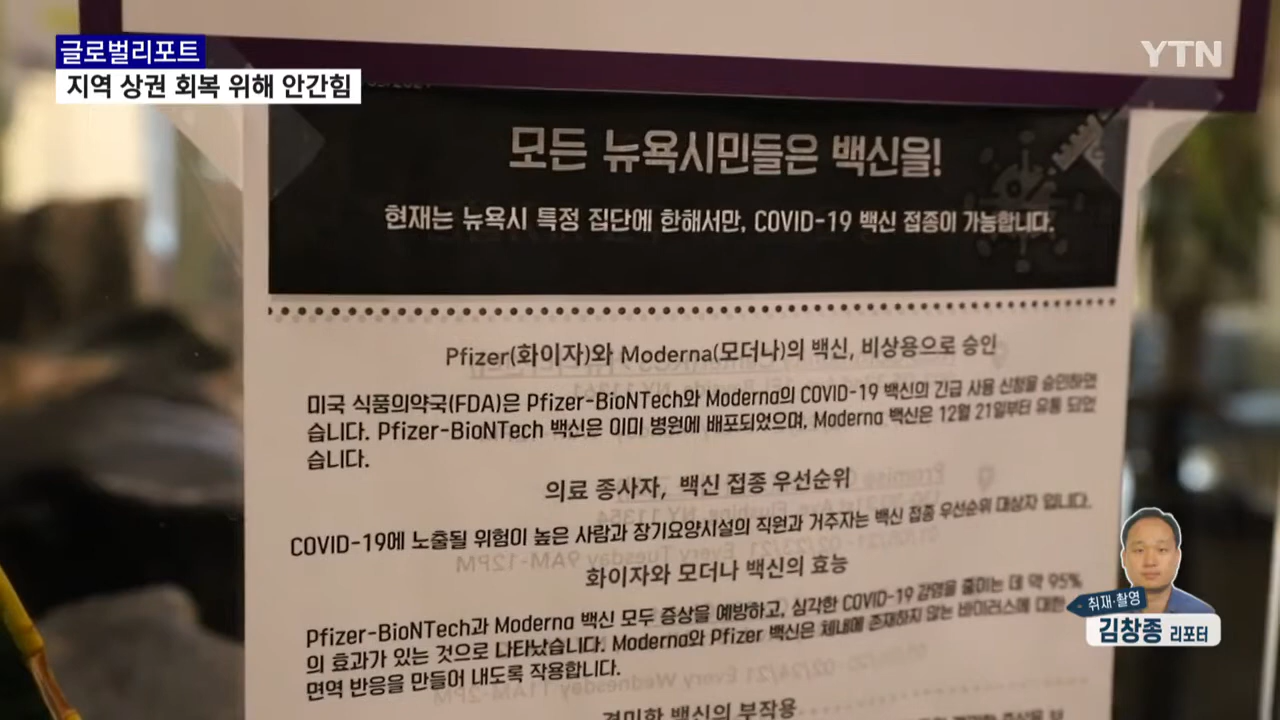 글로벌리포트
지역 상권 회복 위해 안간힘
YTN
모든 뉴욕시민들은 백신을!
현재는 뉴욕시 특정 집단에 한해서만, COVID-19 백신 접종이 가능합니다.
Pfizer(화이자)와 Moderna(모더나)의 백신, 비상용으로 승인
미국 식품의약국(FDA)은 Pfizer-BioNTech와 Moderna의 COVID-19 백신의 긴급 사용 신청을 승인하였
습니다. Pfizer-BioNTech 백신은 이미 병원에 배포되었으며, Moderna 백신은 12월 21일부터 유통 되었
습니다.
의료 종사자, 백신 접종 우선순위
COVID-19에 노출될 위험이 높은 사람과 장기요양시설의 직원과 거주자는 백신 접종 우선순위 대상자 입니다.
화이자와 모더나 백신의 효능
Pfizer-BioNTech과 Moderna 백신 모두 증상을 예방하고, 심각한 COVID-19 감염을 줄이는 데 약 95%
의 효과가 있는 것으로 나타났습니다. Moderna와 Pfizer 백신은 체내에 존재하지 않는 바이러스에 대한
면역 반응을 만들어 내도록 작용합니다.
경미한 백신의 부작용
취재·촬영
김창종 리포터